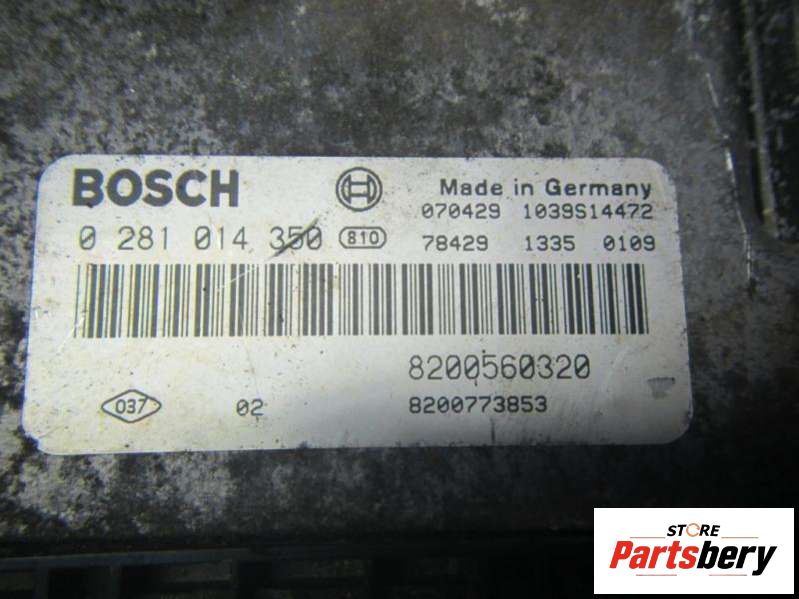 BOSCH
Made in Germany
070429 1039S14472
0 281 014 350 810
78429 1335 0109
8200560320
037 02 8200773853
STORE
Partsbery